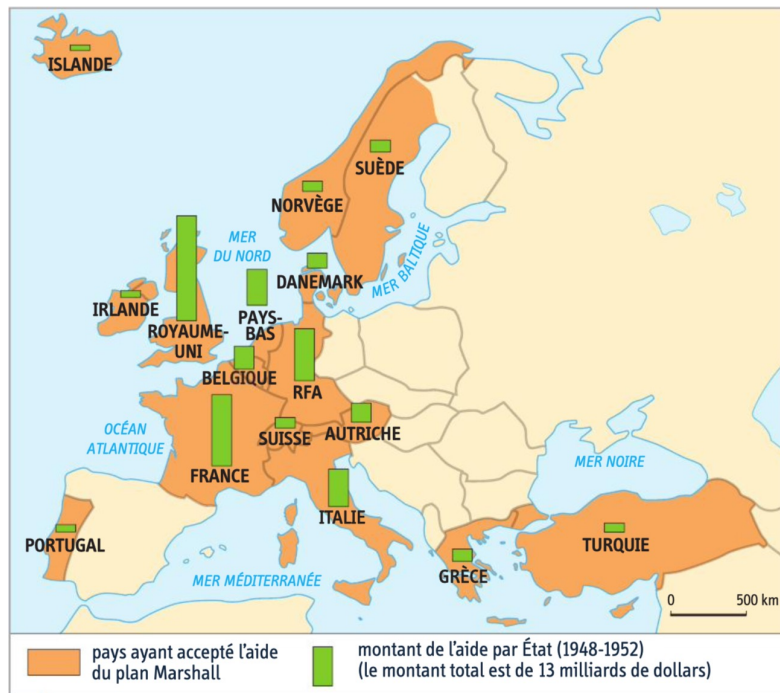 ISLANDE
SUÈDE
NORVÈGE
MER
DU NORD
DANEMARK
MER BALTIQUE
IRLANDE
ROYAUME-
UNI
PAYS-
BAS
BELGIQUE
RFA
OCÉAN
ATLANTIQUE
SUISSE
AUTRICHE
FRANCE
MER NOIRE
ITALIE
PORTUGAL
TURQUIE
GRÈCE
MER MÉDITERRANÉE
0 500 km
pays ayant accepté l’aide
du plan Marshall
montant de l’aide par État (1948-1952)
(le montant total est de 13 milliards de dollars)